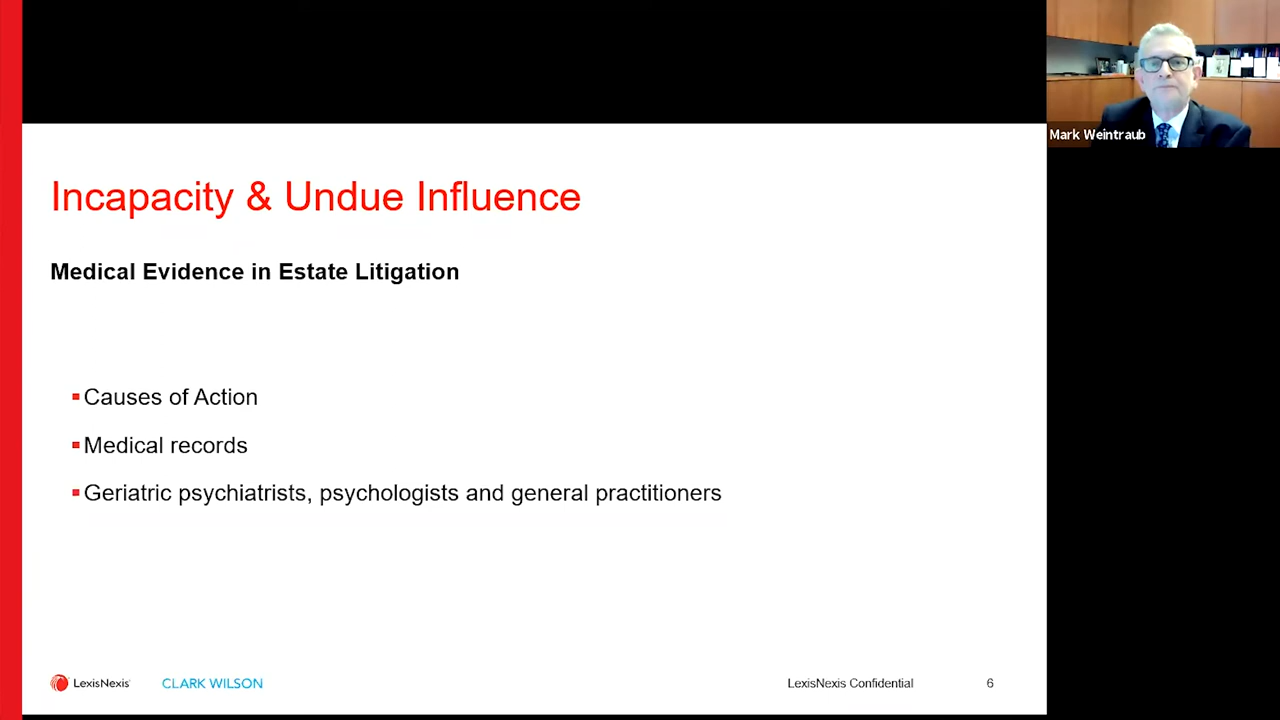 Mark Weintraub
Incapacity & Undue Influence
Medical Evidence in Estate Litigation
Causes of Action
Medical records
Geriatric psychiatrists, psychologists and general practitioners
LexisNexis
CLARK WILSON
LexisNexis Confidential
6